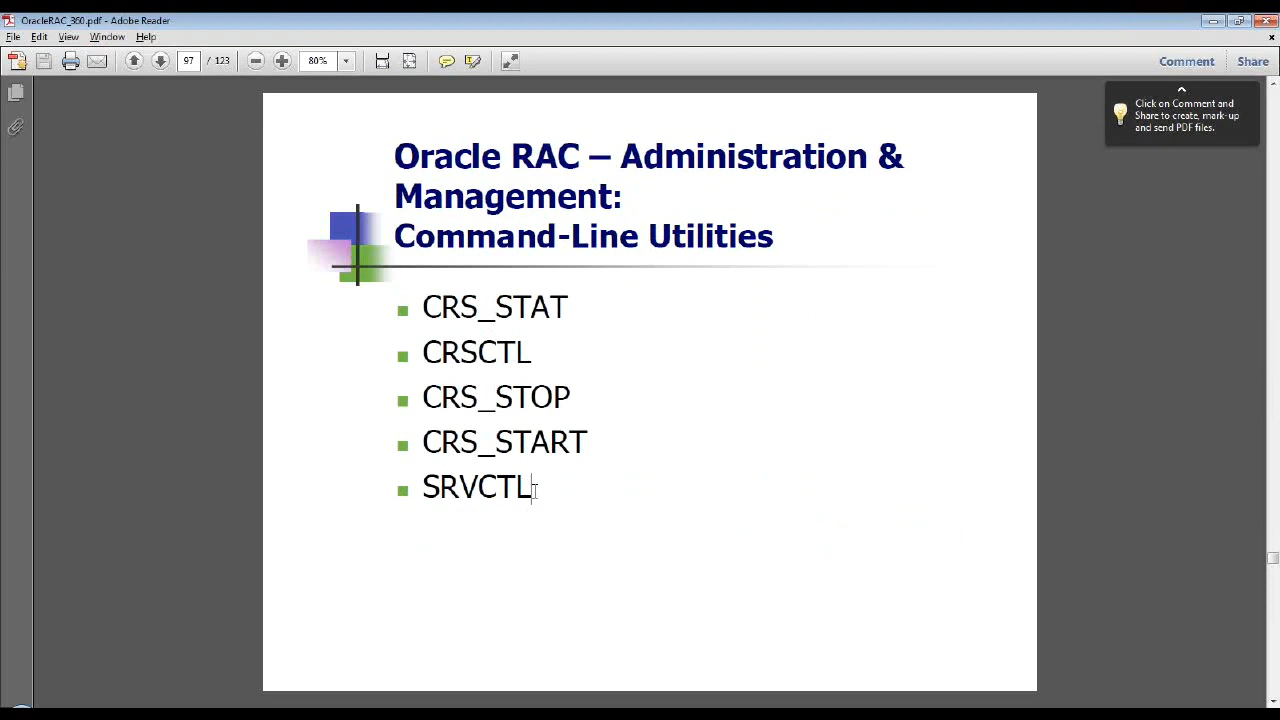 OracleRAC_360.pdf - Adobe Reader
File Edit View Window Help
97 / 123 80% Comment Share
Click on Comment and
Share to create, mark-up
and send PDF files.
Oracle RAC – Administration &
Management:
Command-Line Utilities
CRS_STAT
CRSCTL
CRS_STOP
CRS_START
SRVCTL